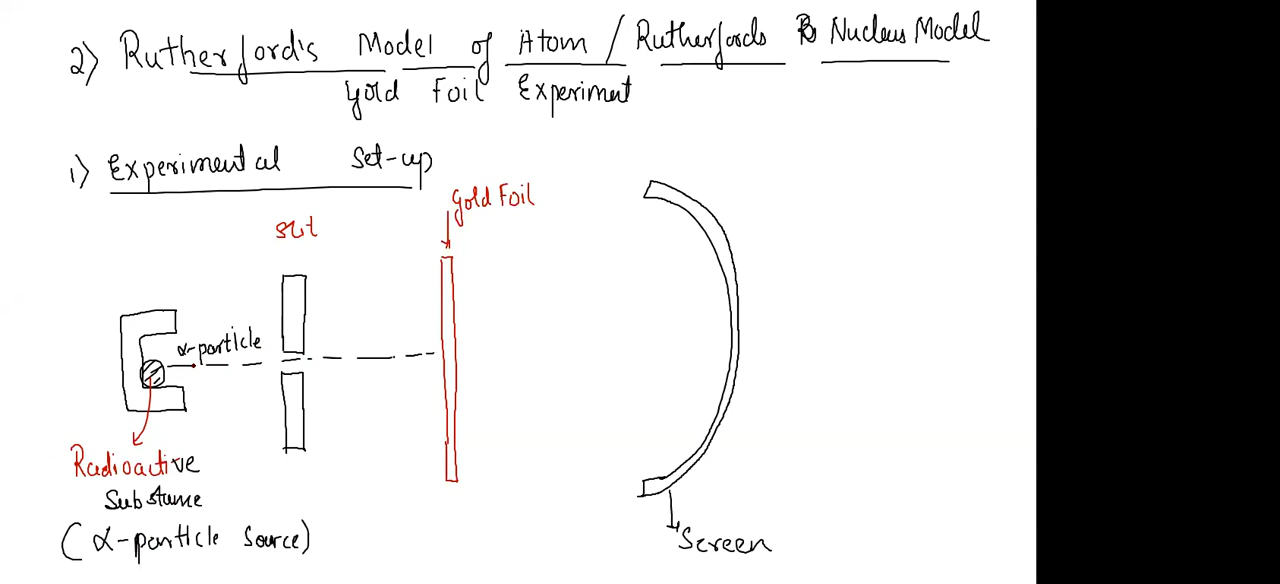 2) Rutherford's Model of Atom / Rutherfords Nucleus Model
Gold Foil Experiment
1) Experimental Set-up
Gold Foil
Slit
α-particle
Radioactive
Substance
(α-particle Source)
Screen